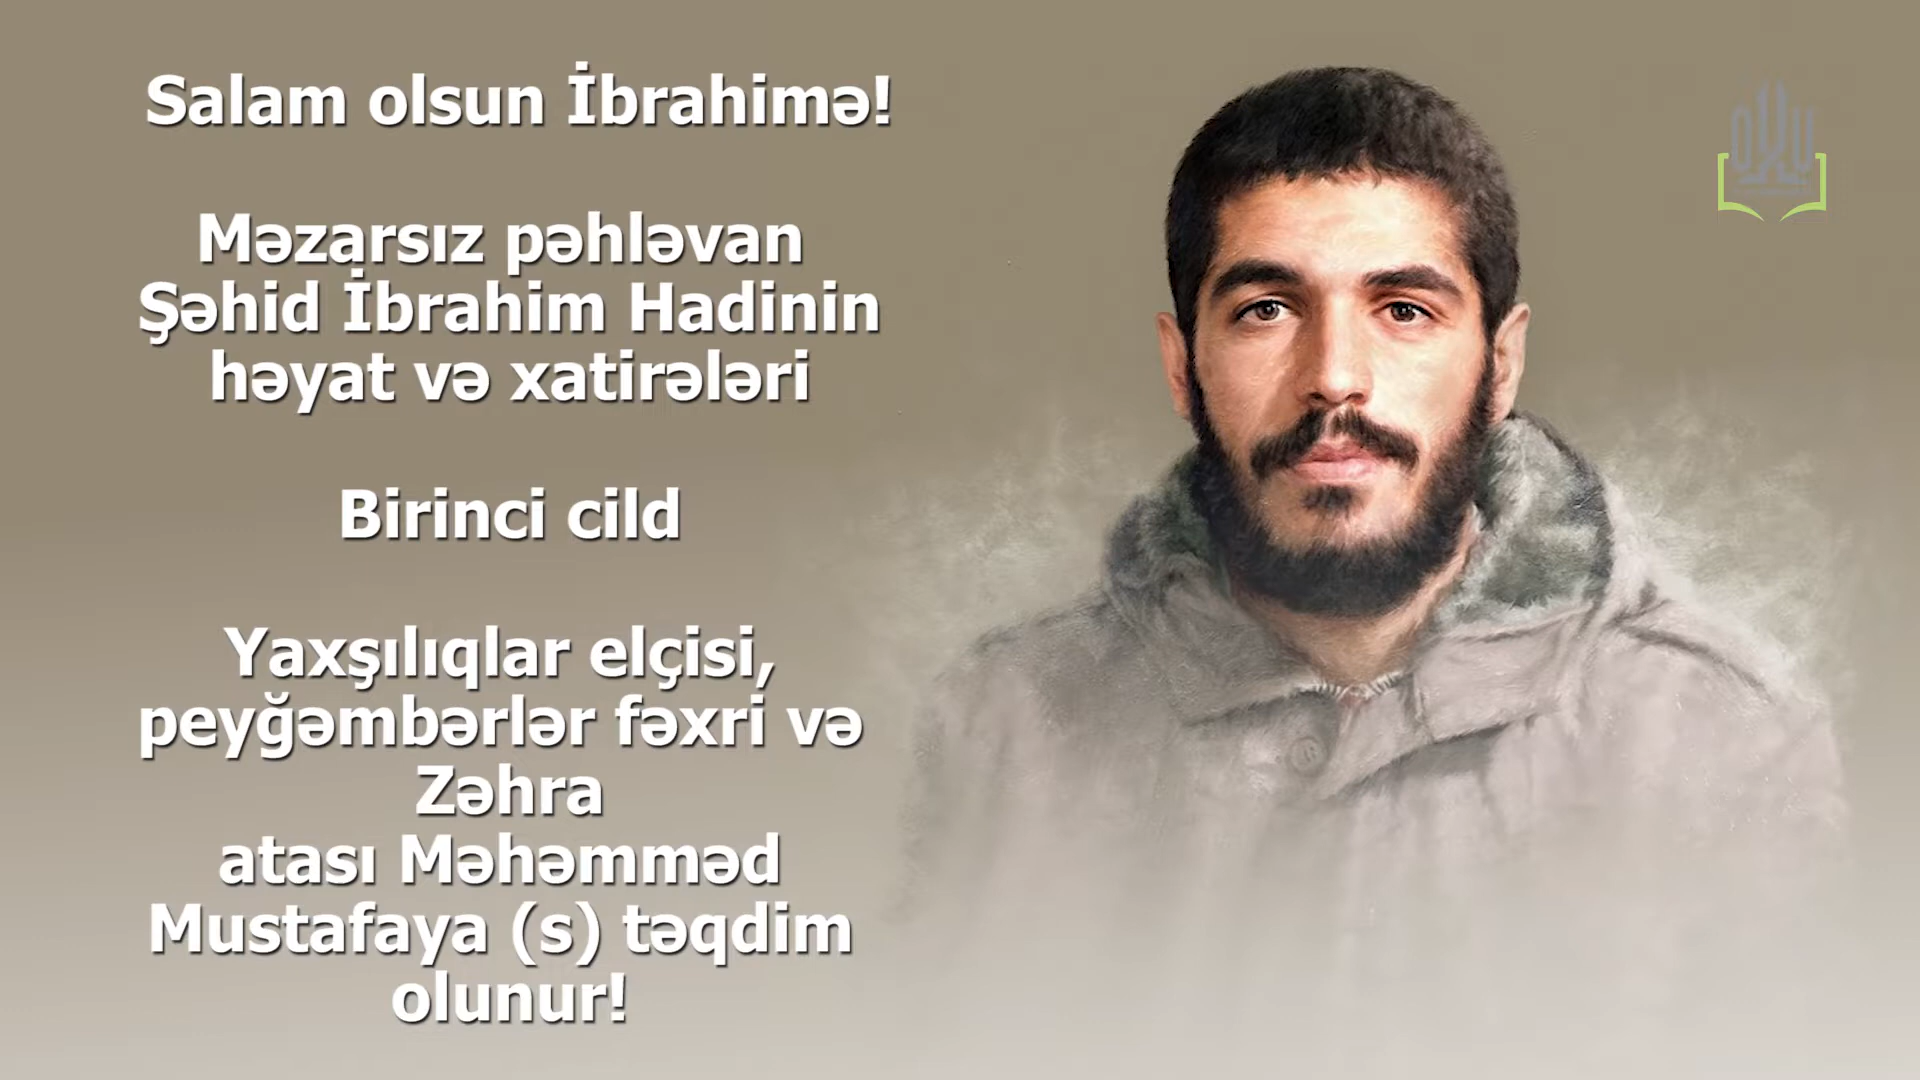 Salam olsun İbrahimə!
Məzarsız pəhləvan
Şəhid İbrahim Hadinin
həyat və xatirələri
Birinci cild
Yaxşılıqlar elçisi,
peyğəmbərlər fəxri və
Zəhra
atası Məhəmməd
Mustafaya (s) təqdim
olunur!